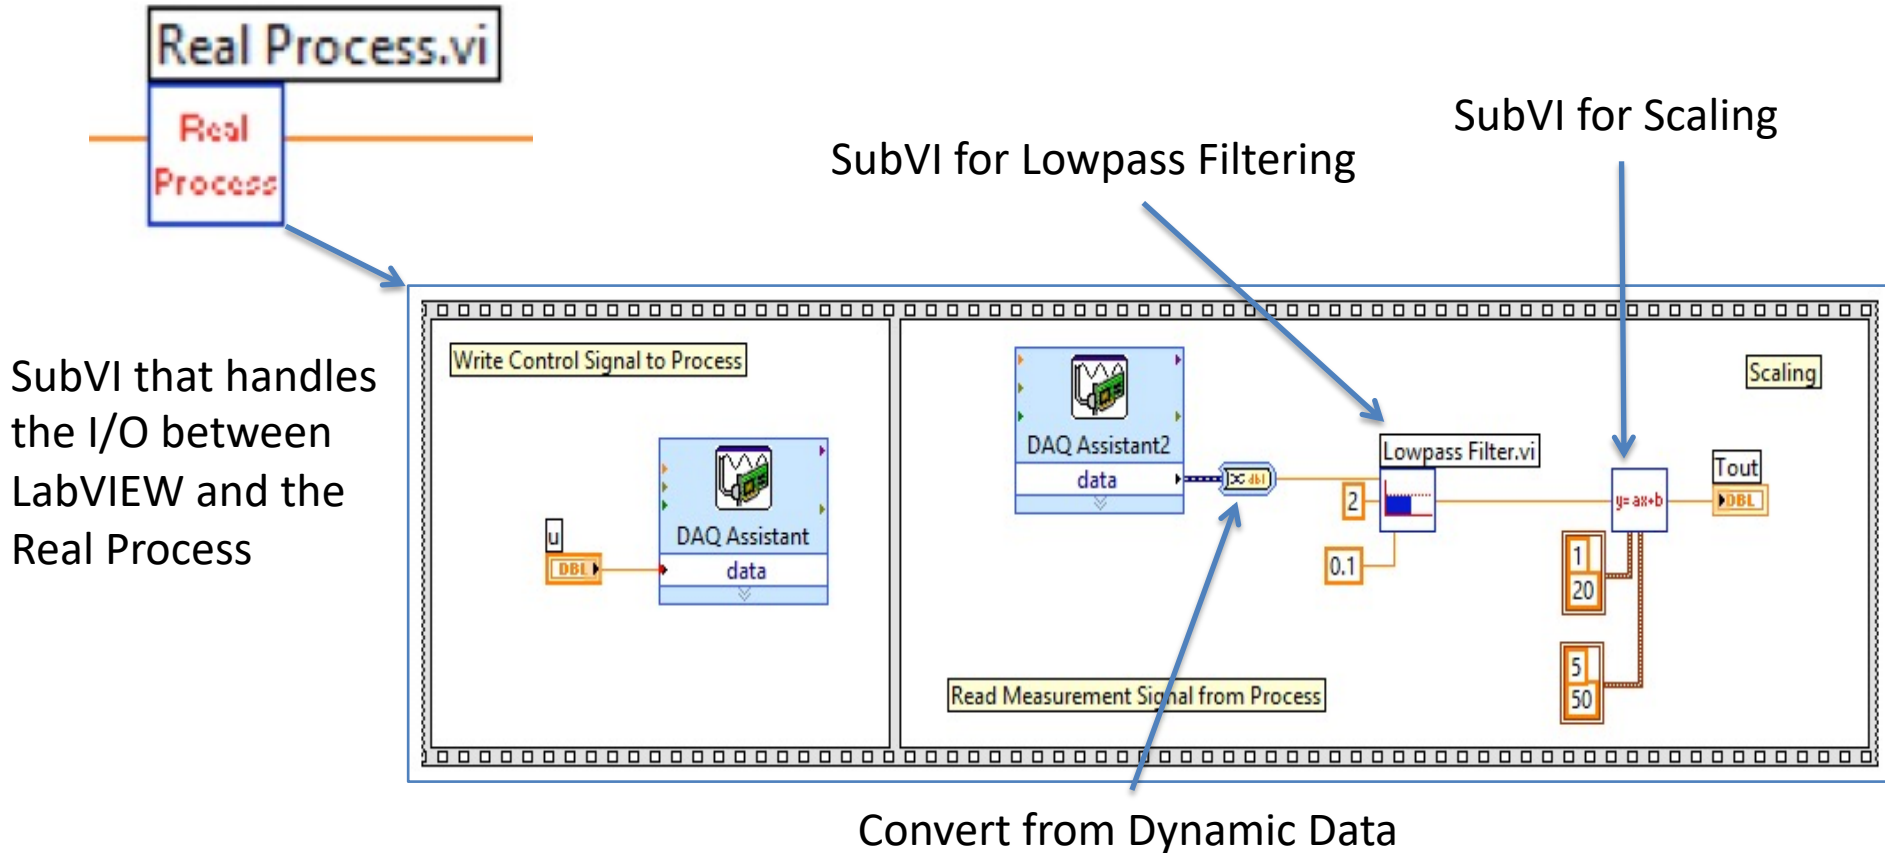 Real Process.vi
Real
Process
SubVI for Scaling
SubVI for Lowpass Filtering
SubVI that handles
the I/O between
LabVIEW and the
Real Process
Write Control Signal to Process
u
DBL
DAQ Assistant
data
DAQ Assistant2
data
dbl
2
0.1
Lowpass Filter.vi
Scaling
y=ax+b
Tout
DBL
1
20
5
50
Read Measurement Signal from Process
Convert from Dynamic Data